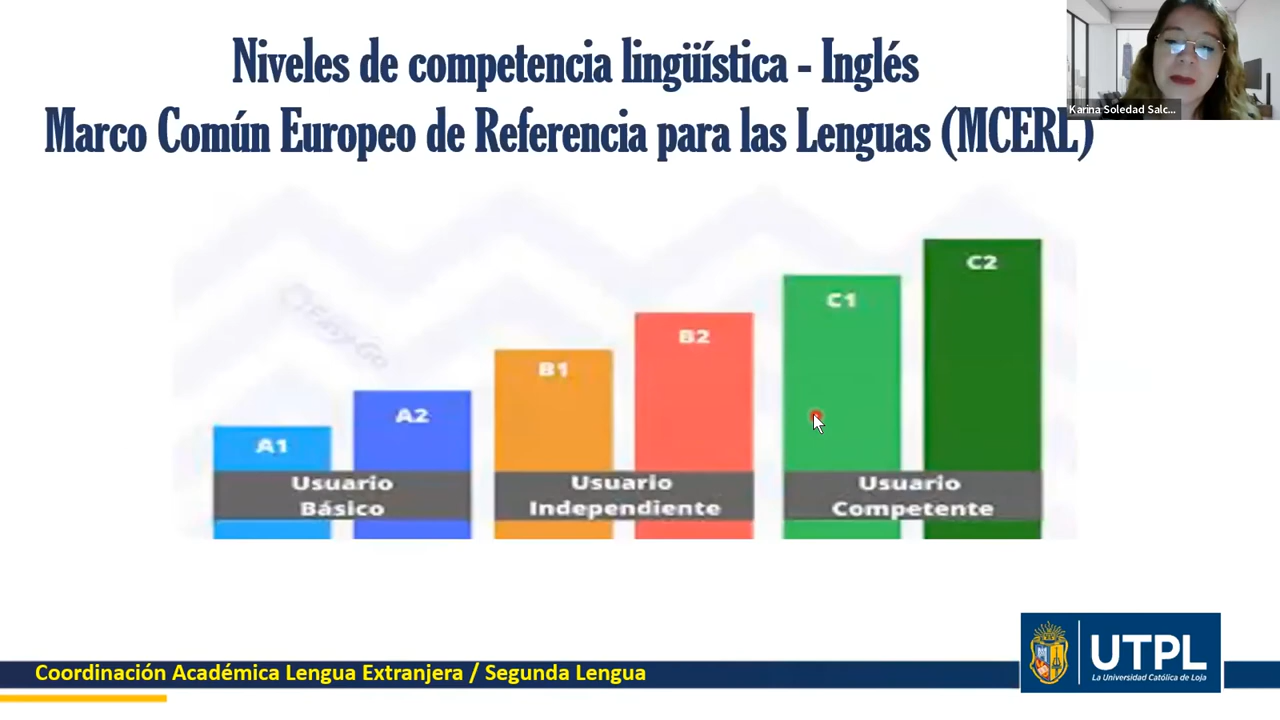 Niveles de competencia lingüística - Inglés
Marco Común Europeo de Referencia para las Lenguas (MCERL)
Karina Soledad Salc...
EasyGo
A1
A2
B1
B2
C1
C2
Usuario
Básico
Usuario
Independiente
Usuario
Competente
Coordinación Académica Lengua Extranjera / Segunda Lengua
UTPL
La Universidad Católica de Loja